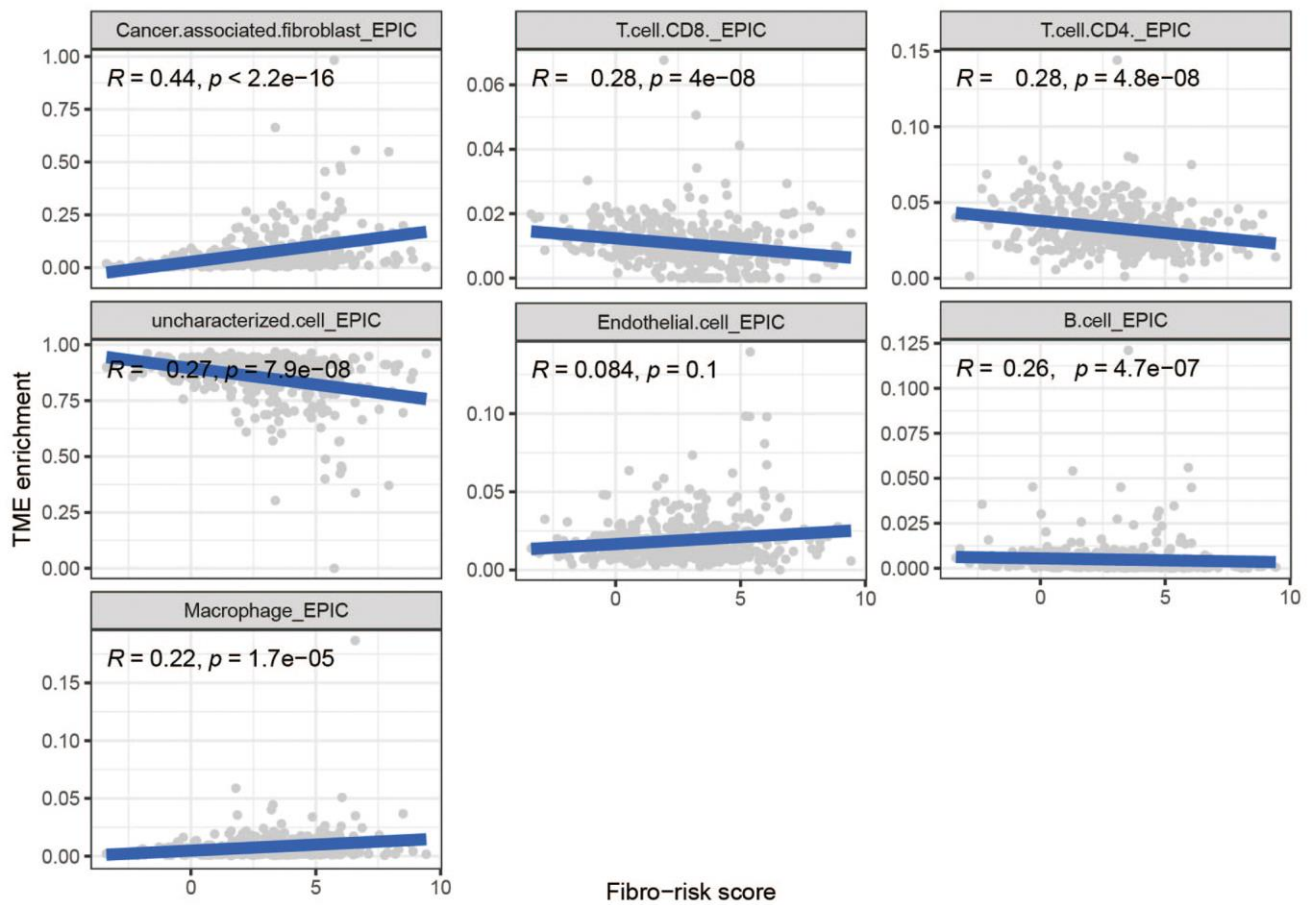 Cancer.associated.fibroblast_EPIC
T.cell.CD8._EPIC
T.cell.CD4._EPIC
1.00
0.75
0.50
0.25
0.00
R = 0.44, p < 2.2e−16
0.06
0.04
0.02
0.00
R = 0.28, p = 4e−08
0.15
0.10
0.05
0.00
R = 0.28, p = 4.8e−08
uncharacterized.cell_EPIC
Endothelial.cell_EPIC
B.cell_EPIC
1.00
0.75
0.50
0.25
0.00
R = 0.27, p = 7.9e−08
0.10
0.05
0.00
R = 0.084, p = 0.1
0 5 10
0.125
0.100
0.075
0.050
0.025
0.000
R = 0.26, p = 4.7e−07
0 5 10
TME enrichment
Macrophage_EPIC
0.15
0.10
0.05
0.00
R = 0.22, p = 1.7e−05
0 5 10
Fibro−risk score